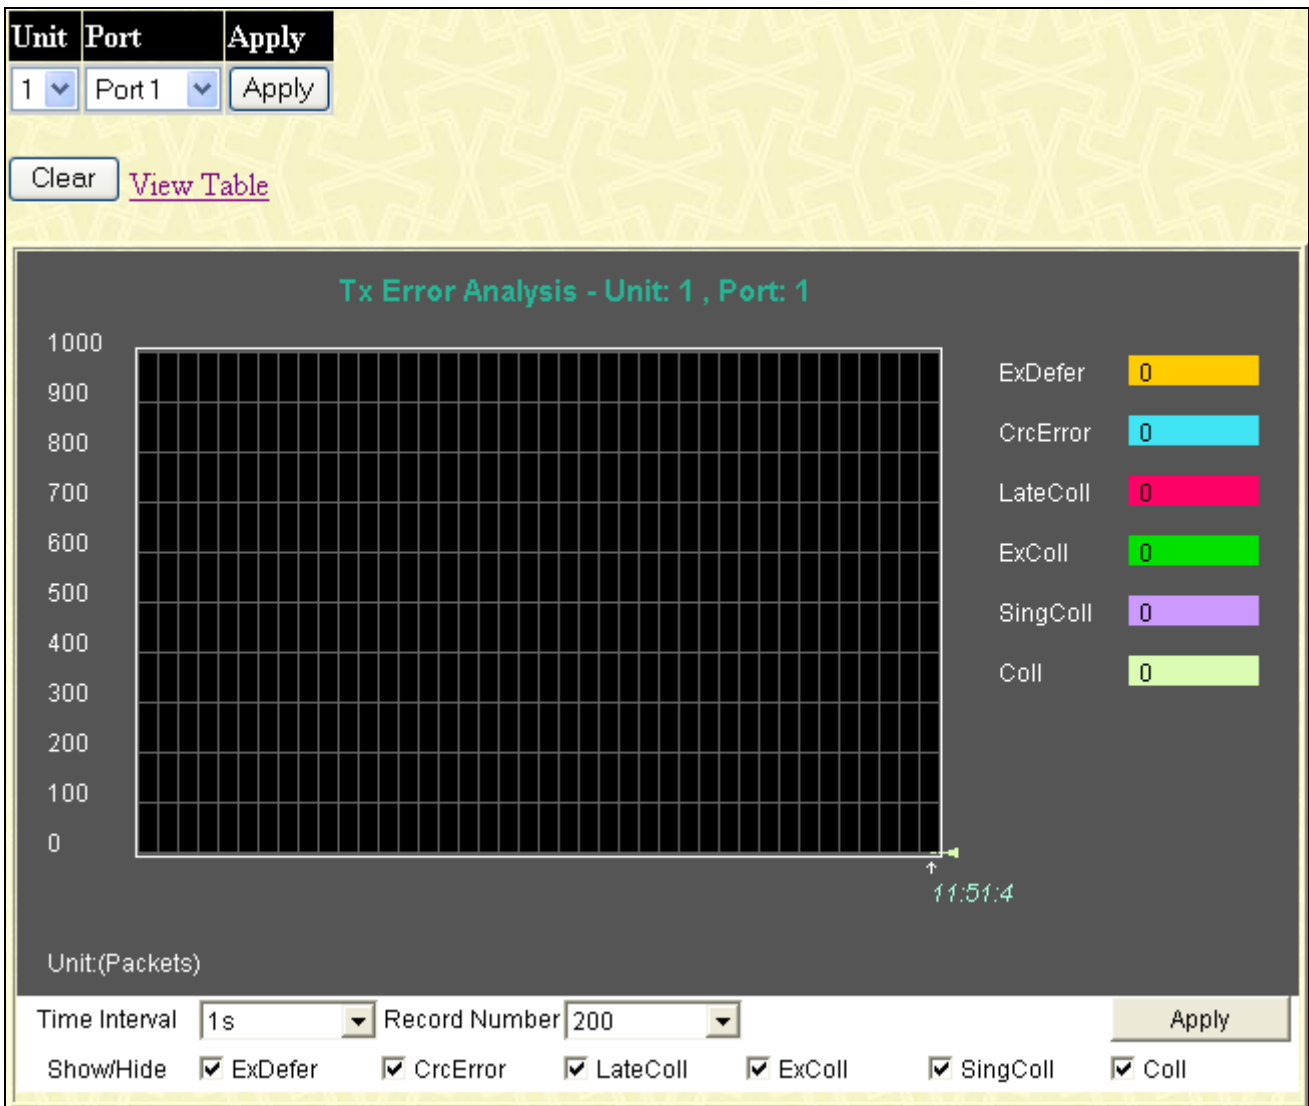 Unit Port Apply
1 Port 1 Apply
Clear View Table
Tx Error Analysis - Unit: 1 , Port: 1
1000
900
800
700
600
500
400
300
200
100
0
ExDefer 0
CrcError 0
LateColl 0
ExColl 0
SingColl 0
Coll 0
11:51:4
Unit:(Packets)
Time Interval 1s Record Number 200 Apply
Show/Hide ExDefer CrcError LateColl ExColl SingColl Coll